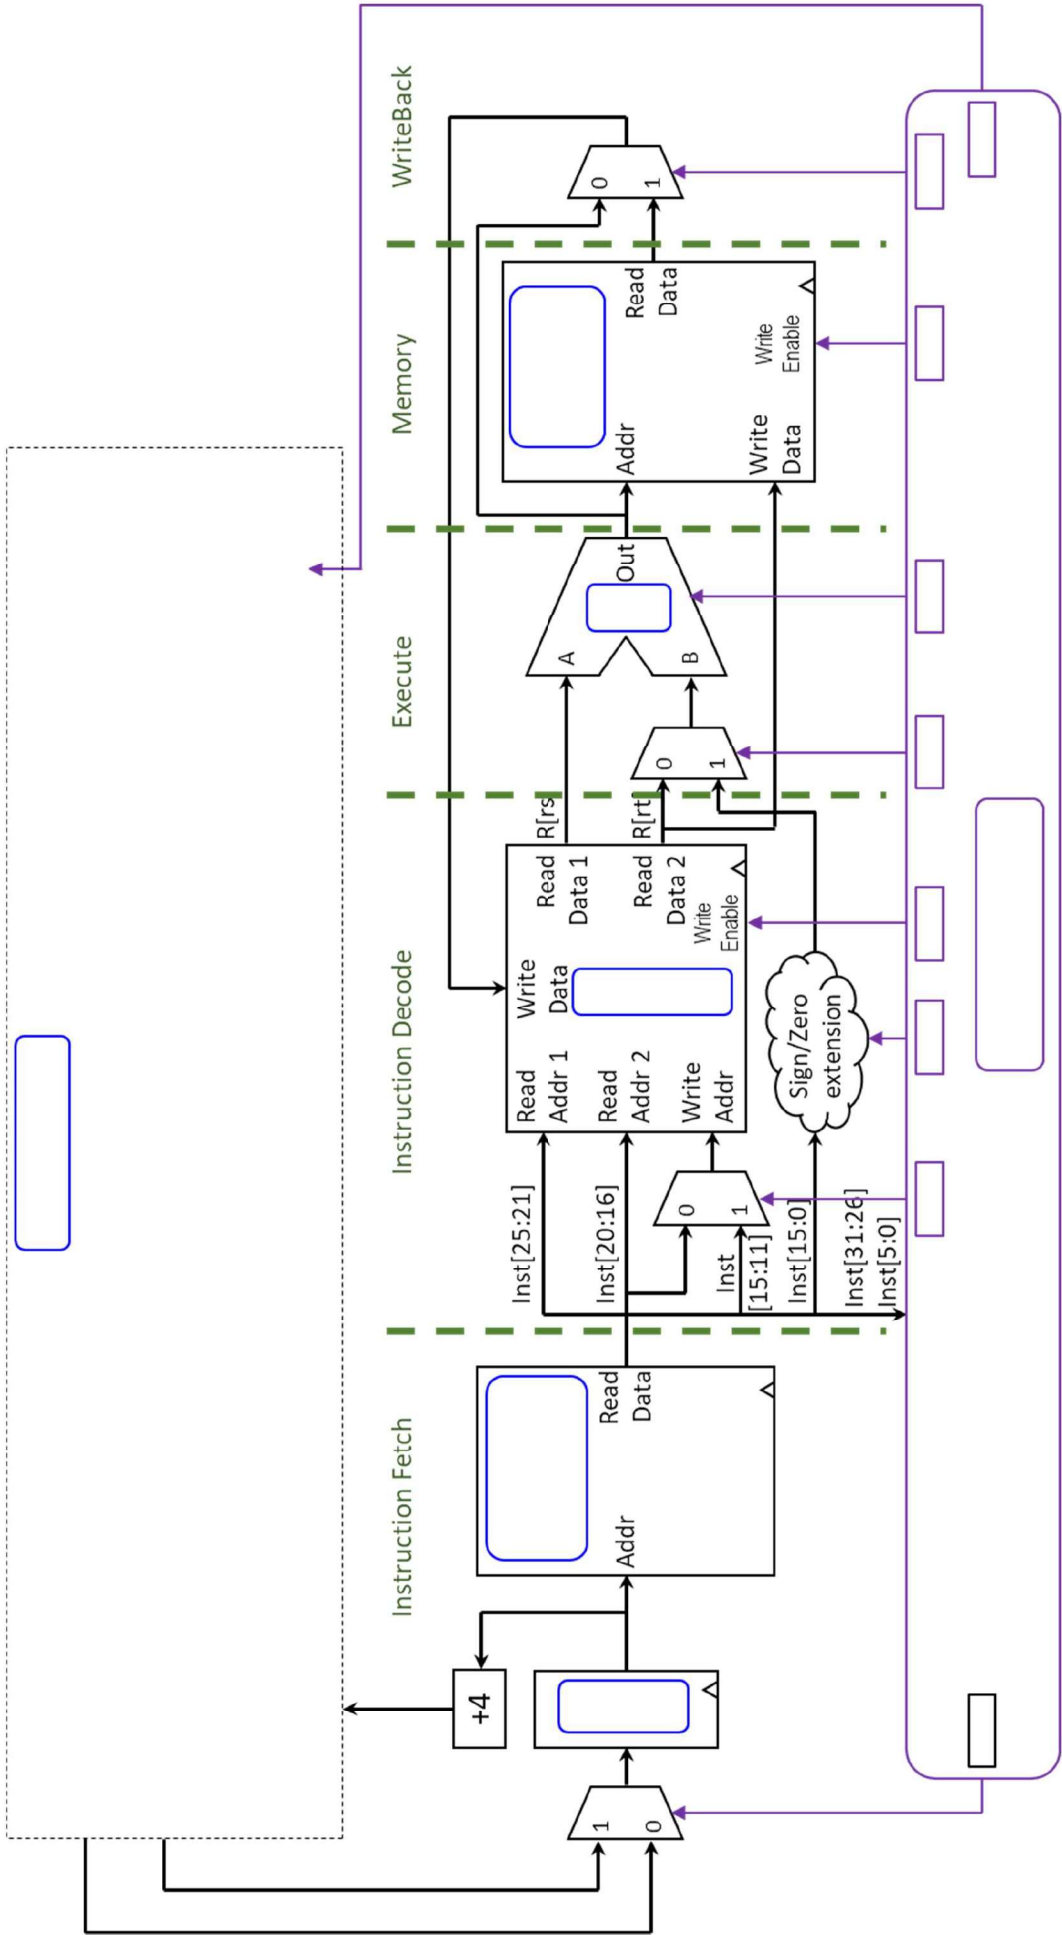 Instruction Fetch
Instruction Decode
Execute
Memory
WriteBack
1
0
+4
Addr
Read
Data
Inst[25:21]
Inst[20:16]
Inst
[15:11]
Inst[15:0]
Inst[31:26]
Inst[5:0]
0
1
Read
Addr 1
Read
Addr 2
Write
Addr
Write
Data
Read
Data 1
Read
Data 2
Write
Enable
Sign/Zero
extension
R[rs
R[rt
0
1
A
B
Out
Addr
Write
Data
Read
Data
Write
Enable
0
1